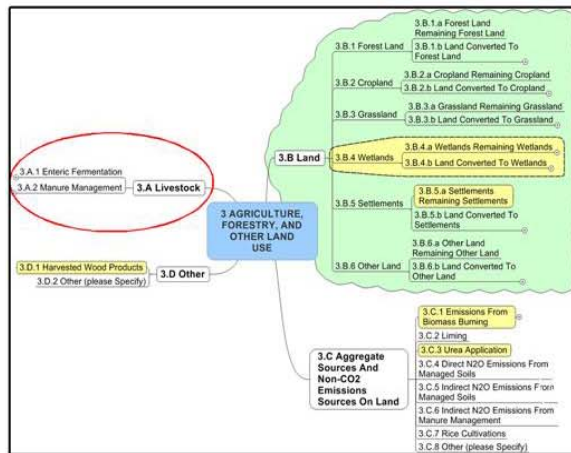 3.B.1.a Forest Land
Remaining Forest Land
3.B.1 Forest Land
3.B.1.b Land Converted To
Forest Land
3.B.2.a Cropland Remaining Cropland
3.B.2 Cropland
3.B.2.b Land Converted To Cropland
3.B.3.a Grassland Remaining Grassland
3.B.3 Grassland
3.B.3.b Land Converted To Grassland
3.B Land
3.B.4.a Wetlands Remaining Wetlands
3.B.4 Wetlands
3.B.4.b Land Converted To Wetlands
3.B.5.a Settlements
Remaining Settlements
3.B.5 Settlements
3.B.5.b Land Converted To
Settlements
3.B.6.a Other Land
Remaining Other Land
3.B.6 Other Land
3.B.6.b Land Converted To
Other Land
3.A.1 Enteric Fermentation
3.A.2 Manure Management
3.A Livestock
3 AGRICULTURE,
FORESTRY, AND
OTHER LAND
USE
3.D.1 Harvested Wood Products
3.D.2 Other (please Specify)
3.D Other
3.C Aggregate
Sources And
Non-CO2
Emissions
Sources On Land
3.C.1 Emissions From
Biomass Burning
3.C.2 Liming
3.C.3 Urea Application
3.C.4 Direct N2O Emissions From
Managed Soils
3.C.5 Indirect N2O Emissions From
Managed Soils
3.C.6 Indirect N2O Emissions From
Manure Management
3.C.7 Rice Cultivations
3.C.8 Other (please Specify)